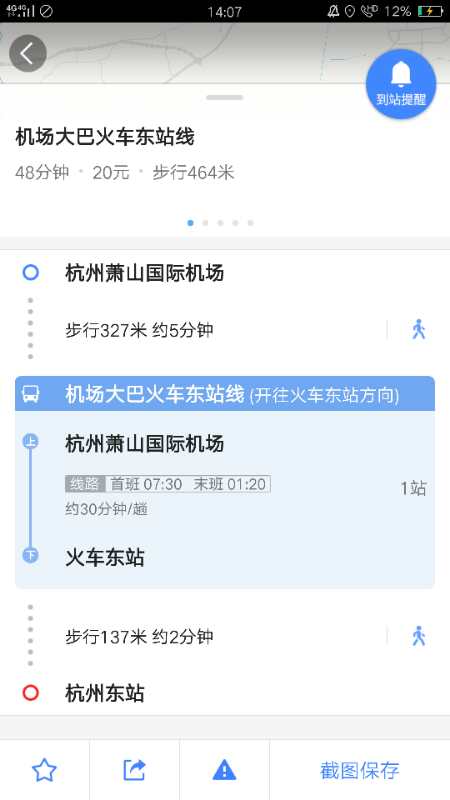 4G 4G 14:07 HD 12%
到站提醒
机场大巴火车东站线
48分钟 · 20元 · 步行464米
杭州萧山国际机场
步行327米 约5分钟
机场大巴火车东站线 (开往火车东站方向)
上 杭州萧山国际机场
线路 首班 07:30 末班 01:20
1站
约30分钟/趟
下 火车东站
步行137米 约2分钟
杭州东站
截图保存